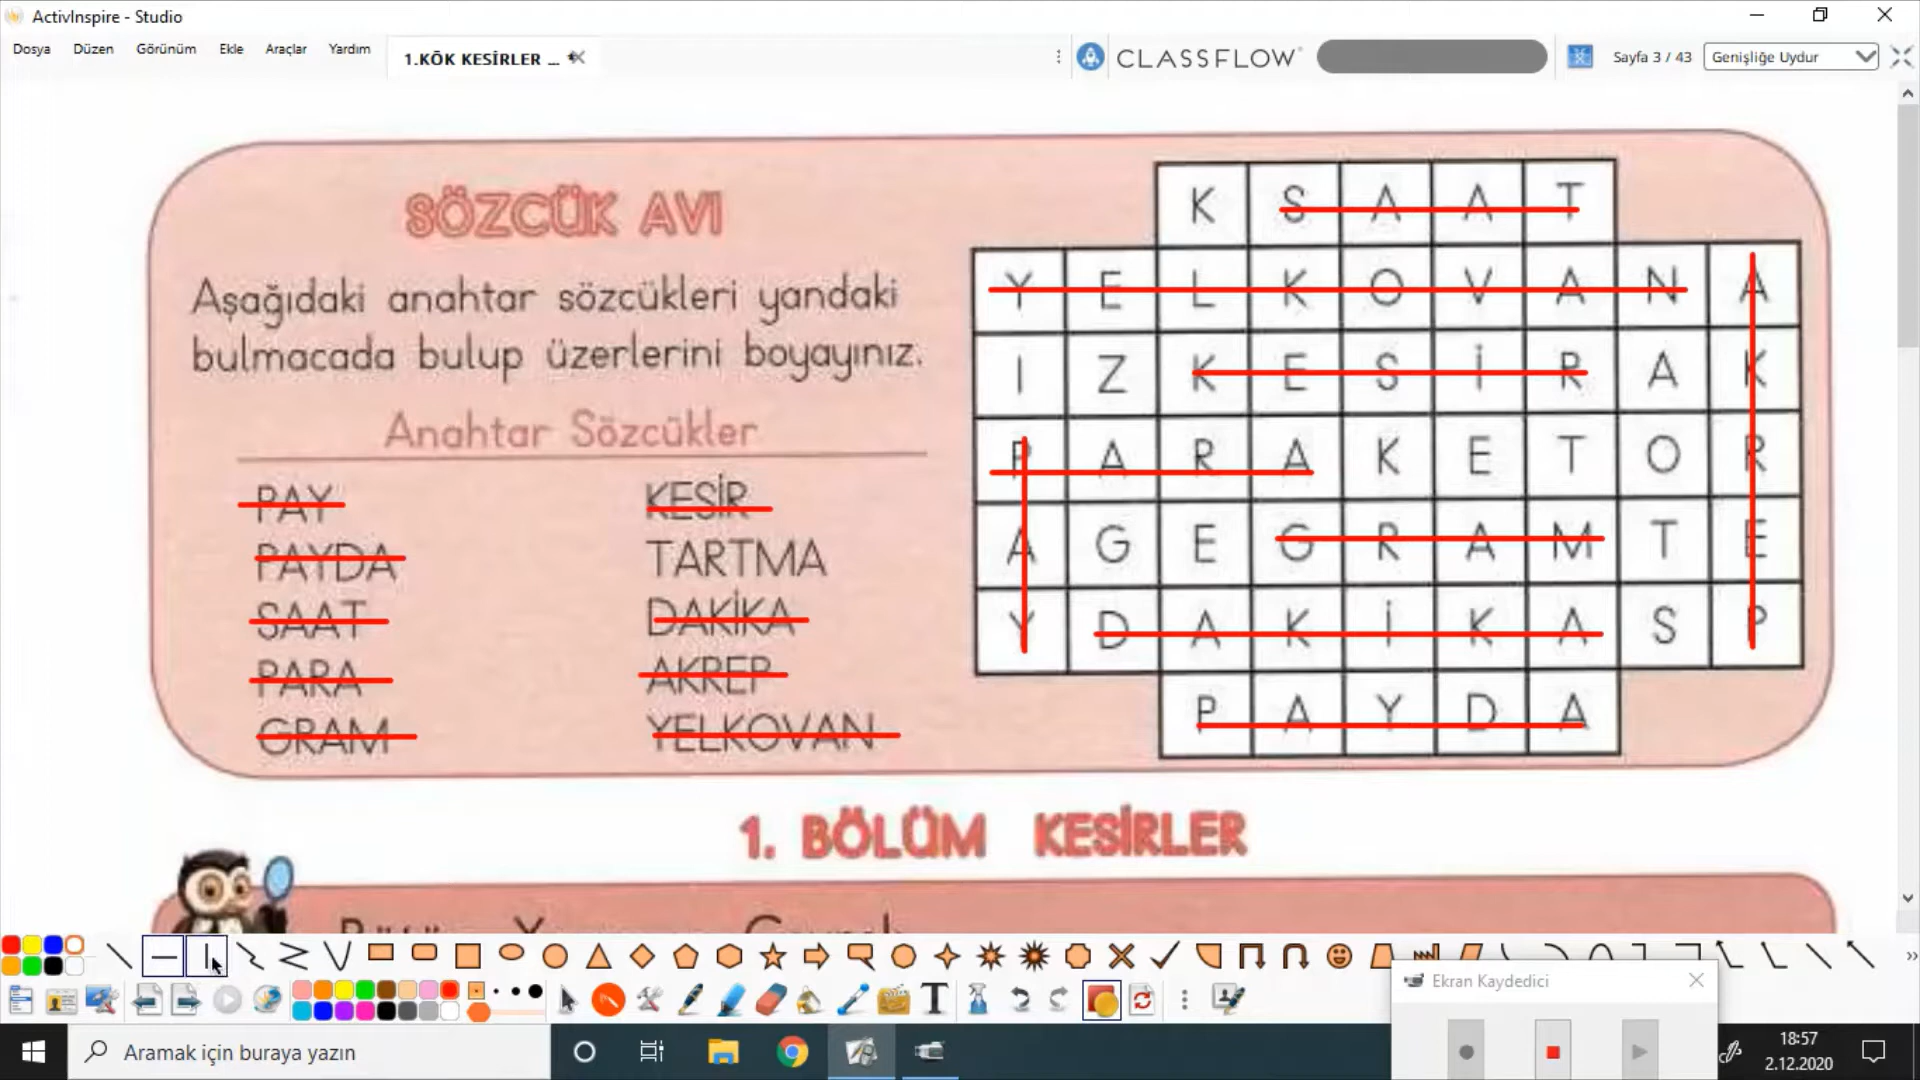 ActivInspire - Studio
Dosya Düzen Görünüm Ekle Araçlar Yardım
1.KÖK KESİRLER ...
CLASSFLOW
Sayfa 3 / 43
Genişliğe Uydur
SÖZCÜK AVI
Aşağıdaki anahtar sözcükleri yandaki
bulmacada bulup üzerlerini boyayınız.
Anahtar Sözcükler
PAY KESİR
PAYDA TARTMA
SAAT DAKİKA
PARA AKREP
GRAM YELKOVAN
K S A A T
Y E L K O V A N A
I Z K E S İ R A K
P A R A K E T O R
A G E G R A M T E
Y D A K İ K A S P
P A Y D A
1. BÖLÜM KESİRLER
Ekran Kaydedici
Aramak için buraya yazın
18:57
2.12.2020